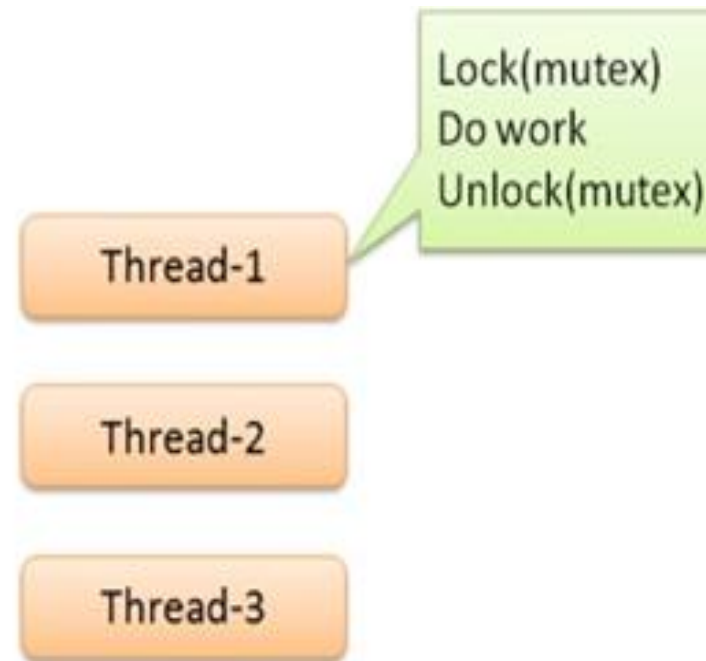 Lock(mutex)
Do work
Unlock(mutex)
Thread-1
Thread-2
Thread-3